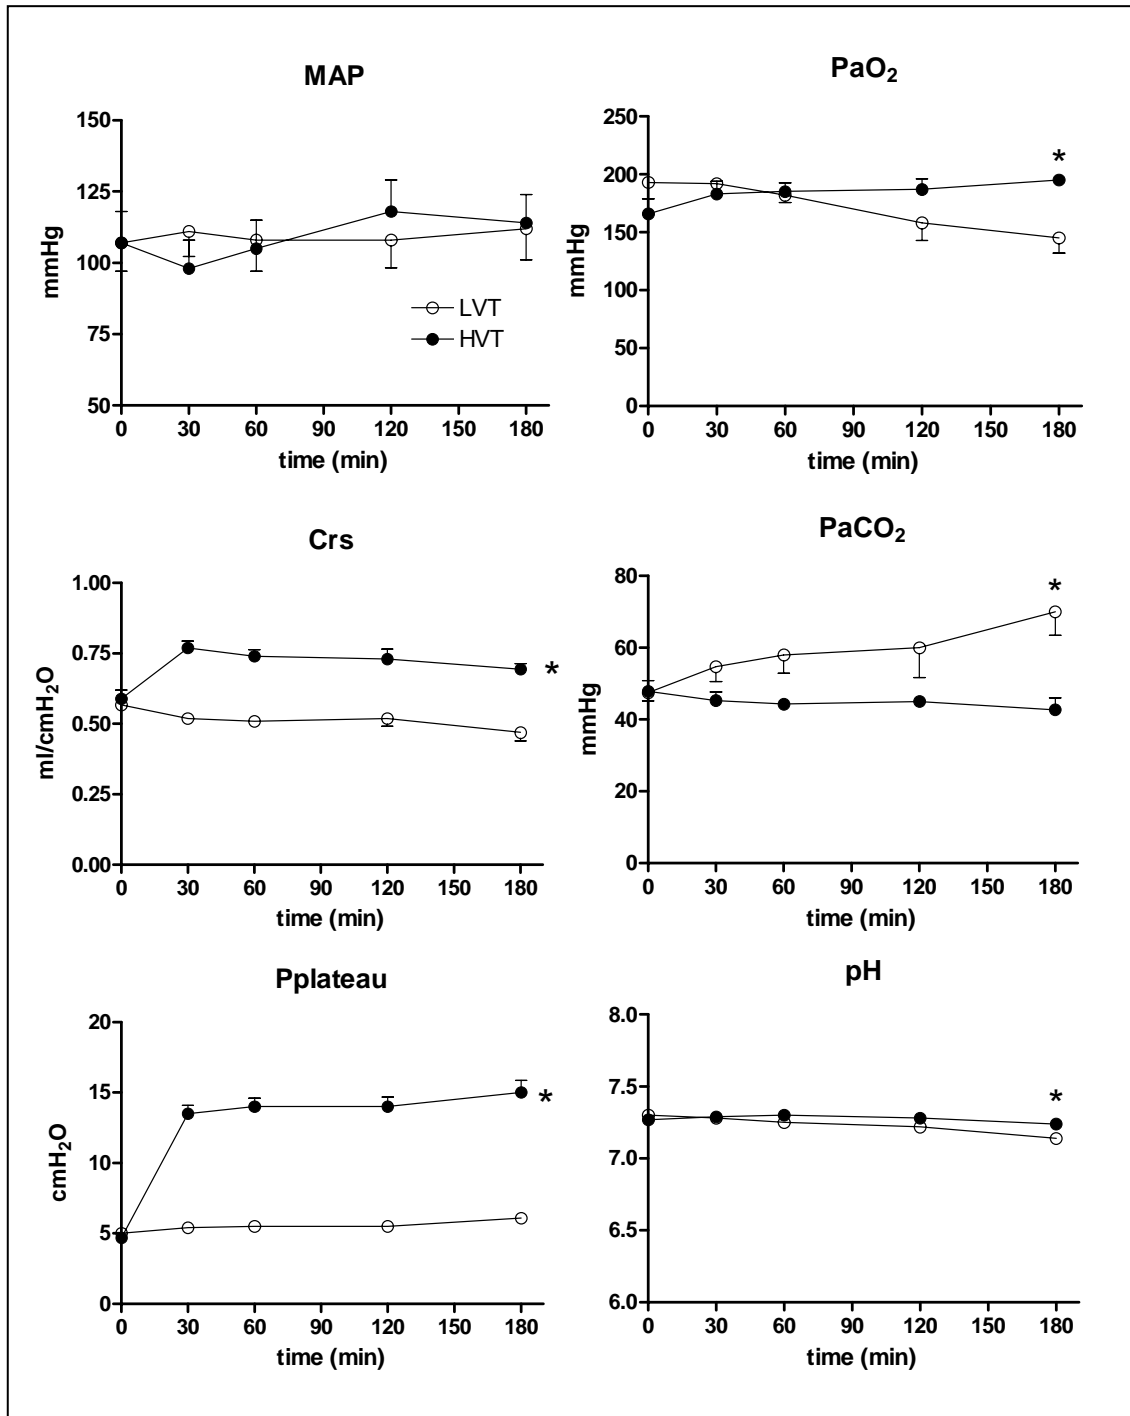 MAP
150
125
100
75
50
mmHg
0 30 60 90 120 150 180
time (min)
LVT
HVT
PaO2
250
200
150
100
50
0
mmHg
*
0 30 60 90 120 150 180
time (min)
Crs
1.00
0.75
0.50
0.25
0.00
ml/cmH2O
*
0 30 60 90 120 150 180
time (min)
PaCO2
80
60
40
20
0
mmHg
*
0 30 60 90 120 150 180
time (min)
Pplateau
20
15
10
5
0
cmH2O
*
0 30 60 90 120 150 180
time (min)
pH
8.0
7.5
7.0
6.5
6.0
*
0 30 60 90 120 150 180
time (min)